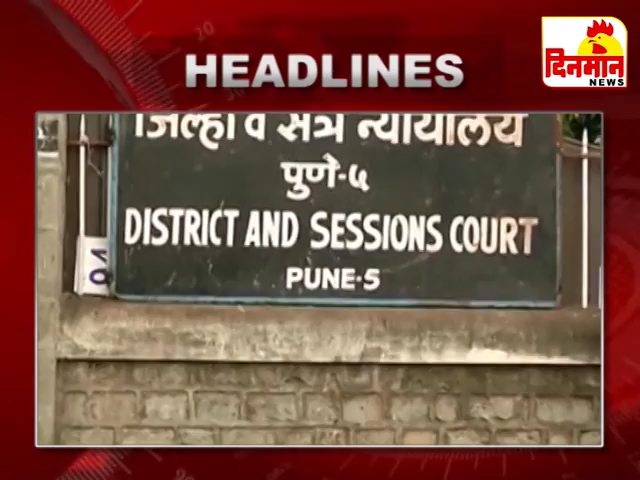 HEADLINES
दिनमान
NEWS
जिल्हा व सत्र न्यायालय
पुणे-५
DISTRICT AND SESSIONS COURT
PUNE-5